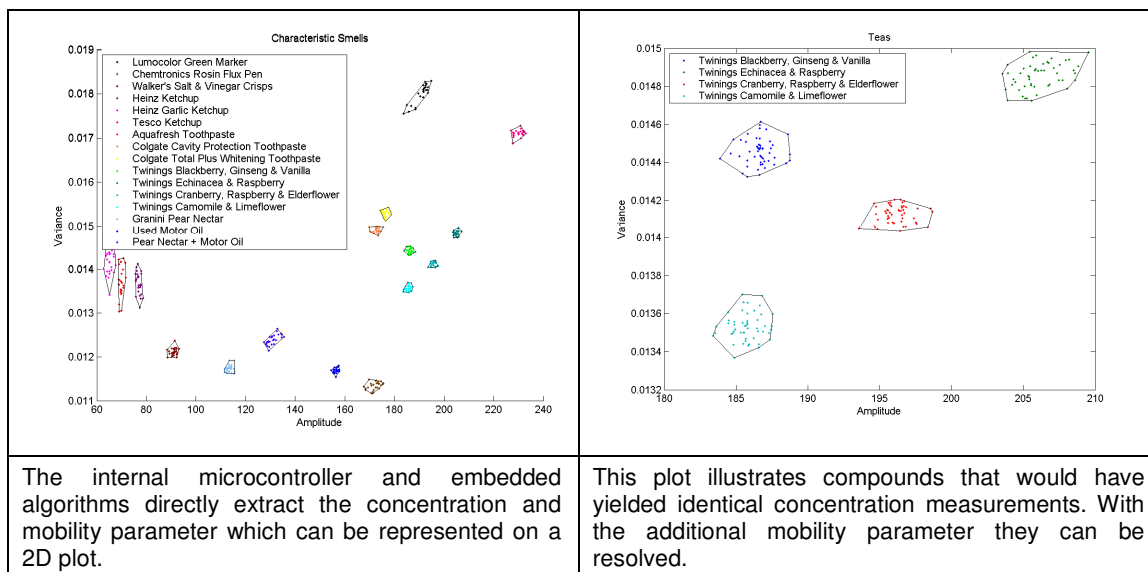 Characteristic Smells
0.019
0.018
0.017
0.016
0.015
0.014
0.013
0.012
0.011
Variance
Lumocolor Green Marker
Chemtronics Rosin Flux Pen
Walker's Salt & Vinegar Crisps
Heinz Ketchup
Heinz Garlic Ketchup
Tesco Ketchup
Aquafresh Toothpaste
Colgate Cavity Protection Toothpaste
Colgate Total Plus Whitening Toothpaste
Twinings Blackberry, Ginseng & Vanilla
Twinings Echinacea & Raspberry
Twinings Cranberry, Raspberry & Elderflower
Twinings Camomile & Limeflower
Granini Pear Nectar
Used Motor Oil
Pear Nectar + Motor Oil
60 80 100 120 140 160 180 200 220 240
Amplitude
Teas
0.015
0.0148
0.0146
0.0144
0.0142
0.014
0.0138
0.0136
0.0134
0.0132
Variance
Twinings Blackberry, Ginseng & Vanilla
Twinings Echinacea & Raspberry
Twinings Cranberry, Raspberry & Elderflower
Twinings Camomile & Limeflower
180 185 190 195 200 205 210
Amplitude
The internal microcontroller and embedded
algorithms directly extract the concentration and
mobility parameter which can be represented on a
2D plot.
This plot illustrates compounds that would have
yielded identical concentration measurements. With
the additional mobility parameter they can be
resolved.